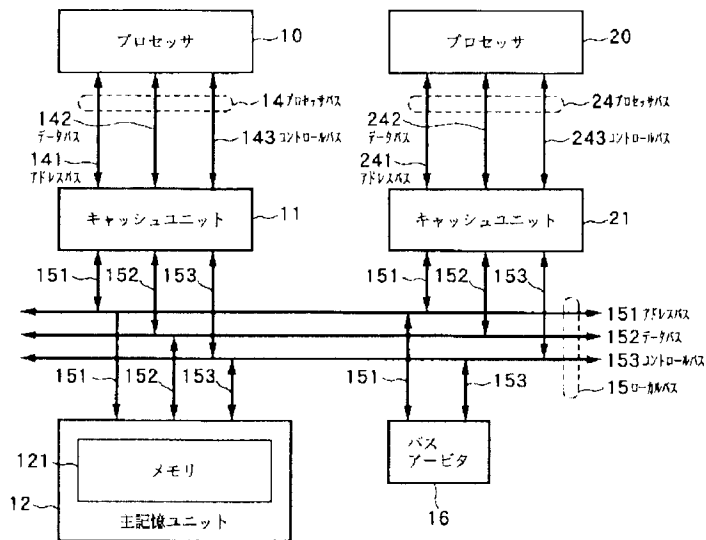 プロセッサ 10
プロセッサ 20
14 プロセッサバス
142
データバス
143 コントロールバス
141
アドレスバス
24 プロセッサバス
242
データバス
243 コントロールバス
241
アドレスバス
キャッシュユニット 11
キャッシュユニット 21
151 152 153
151 152 153
151 アドレスバス
152 データバス
153 コントロールバス
15 ローカルバス
151 152 153
151 153
121 メモリ
12 主記憶ユニット
バス
アービタ
16